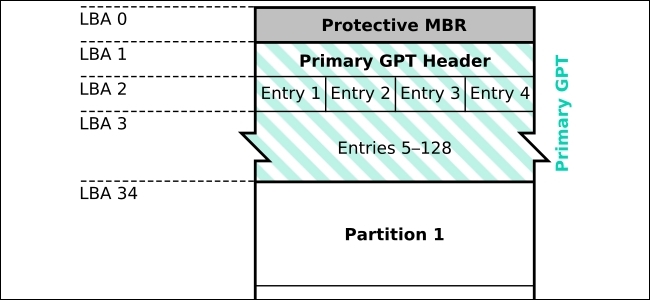 LBA 0
Protective MBR
LBA 1
Primary GPT Header
LBA 2
Entry 1 Entry 2 Entry 3 Entry 4
LBA 3
Entries 5–128
Primary GPT
LBA 34
Partition 1